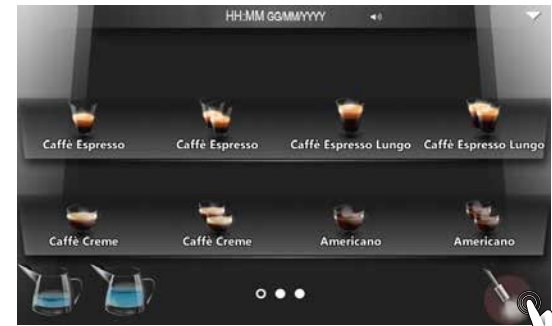 HH:MM GG/MM/YYYY
Caffè Espresso Caffè Espresso Caffè Espresso Lungo Caffè Espresso Lungo
Caffè Creme Caffè Creme Americano Americano